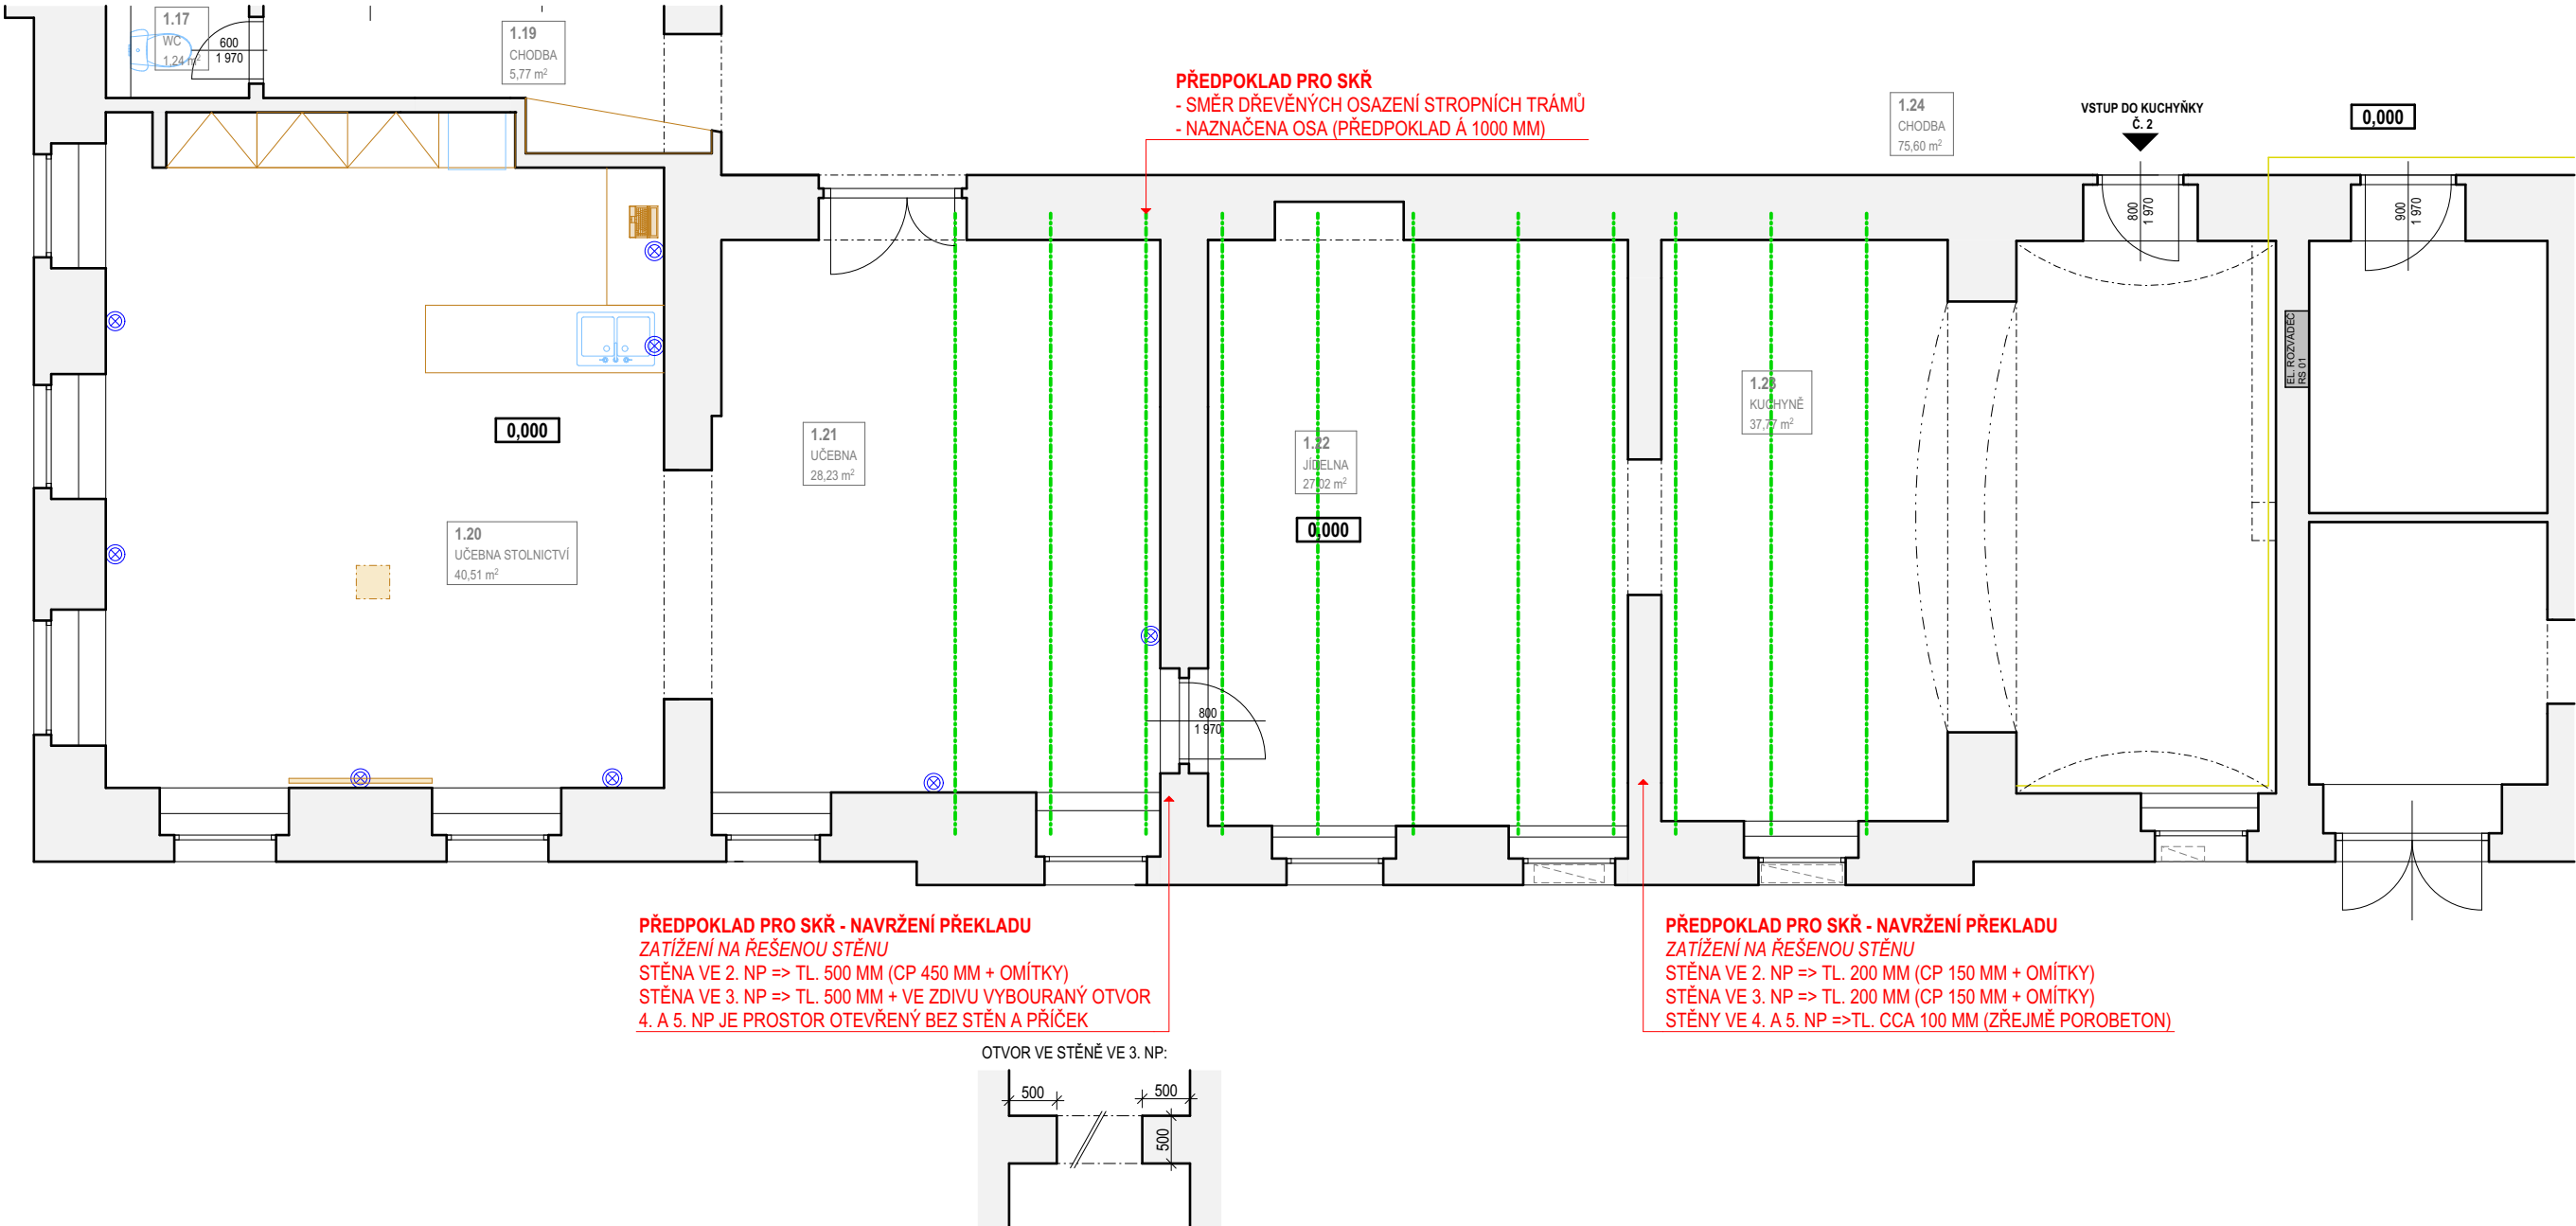 1.17
WC
1,24 m²
600
1 970
1.19
CHODBA
5,77 m²
PŘEDPOKLAD PRO SKŘ
- SMĚR DŘEVĚNÝCH OSAZENÍ STROPNÍCH TRÁMŮ
- NAZNAČENA OSA (PŘEDPOKLAD Á 1000 MM)
1.24
CHODBA
75,60 m²
VSTUP DO KUCHYŇKY
Č. 2
0,000
800
1 970
900
1 970
EL. ROZVADĚČ
RS 01
0,000
1.21
UČEBNA
28,23 m²
1.22
JÍDELNA
27,02 m²
0,000
1.23
KUCHYNĚ
37,77 m²
1.20
UČEBNA STOLNICTVÍ
40,51 m²
800
1 970
PŘEDPOKLAD PRO SKŘ - NAVRŽENÍ PŘEKLADU
ZATÍŽENÍ NA ŘEŠENOU STĚNU
STĚNA VE 2. NP => TL. 500 MM (CP 450 MM + OMÍTKY)
STĚNA VE 3. NP => TL. 500 MM + VE ZDIVU VYBOURANÝ OTVOR
4. A 5. NP JE PROSTOR OTEVŘENÝ BEZ STĚN A PŘÍČEK
PŘEDPOKLAD PRO SKŘ - NAVRŽENÍ PŘEKLADU
ZATÍŽENÍ NA ŘEŠENOU STĚNU
STĚNA VE 2. NP => TL. 200 MM (CP 150 MM + OMÍTKY)
STĚNA VE 3. NP => TL. 200 MM (CP 150 MM + OMÍTKY)
STĚNY VE 4. A 5. NP =>TL. CCA 100 MM (ZŘEJMĚ POROBETON)
OTVOR VE STĚNĚ VE 3. NP:
500
500
500